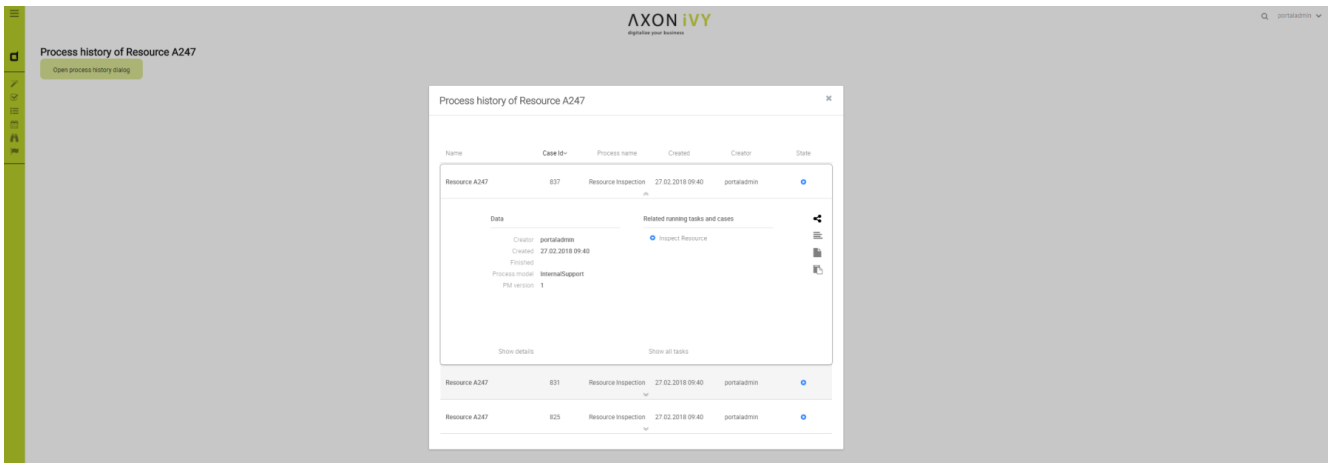 AXON iVY
digitalize your business
portaladmin
Process history of Resource A247
Open process history dialog
Process history of Resource A247
Name Case Id Process name Created Creator State
Resource A247 837 Resource Inspection 27.02.2018 09:40 portaladmin
Data Related running tasks and cases
Creator portaladmin Inspect Resource
Created 27.02.2018 09:40
Finished
Process model InternalSupport
PM version 1
Show details Show all tasks
Resource A247 831 Resource Inspection 27.02.2018 09:40 portaladmin
Resource A247 825 Resource Inspection 27.02.2018 09:40 portaladmin